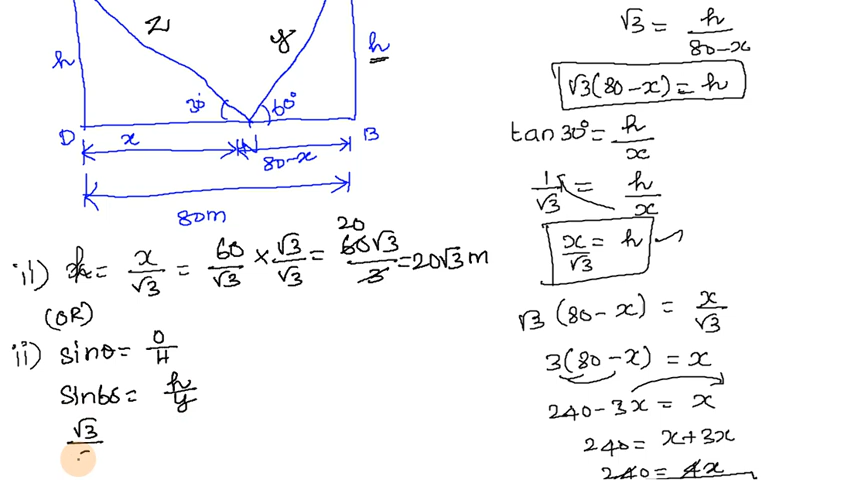 z
y
h
h
30°
60°
D
x
80-x
B
80m
ii) h = x/√3 = 60/√3 × √3/√3 = 60√3/3 = 20√3 m
20
(OR)
ii) sinθ = O/H
sin60 = h/y
√3
√3 = h/80-x
√3(80-x) = h
tan 30° = h/x
1/√3 = h/x
x/√3 = h
√3 (80-x) = x/√3
3(80-x) = x
240-3x = x
240 = x+3x
240 = 4x